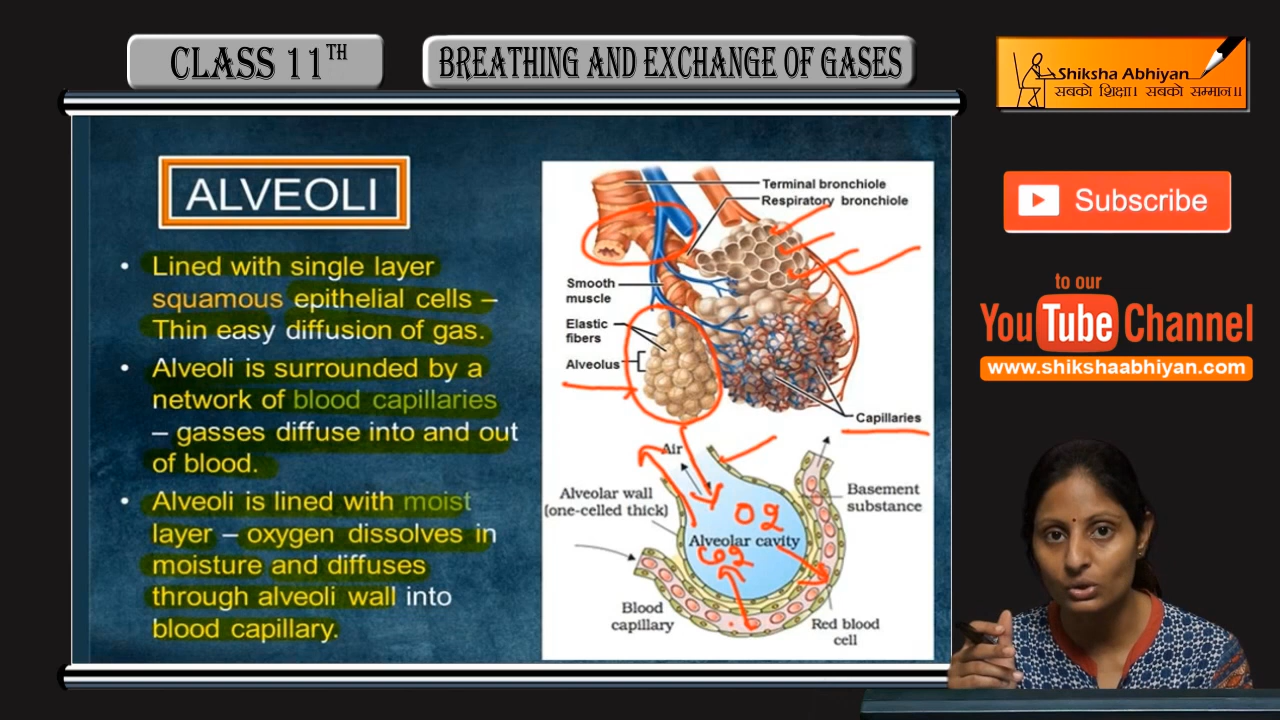 CLASS 11TH
BREATHING AND EXCHANGE OF GASES
Shiksha Abhiyan
सबको शिक्षा। सबको सम्मान।।
ALVEOLI
• Lined with single layer
squamous epithelial cells –
Thin easy diffusion of gas.
• Alveoli is surrounded by a
network of blood capillaries
– gasses diffuse into and out
of blood.
• Alveoli is lined with moist
layer – oxygen dissolves in
moisture and diffuses
through alveoli wall into
blood capillary.
Terminal bronchiole
Respiratory bronchiole
Smooth
muscle
Elastic
fibers
Alveolus
Capillaries
Air
Alveolar wall
(one-celled thick)
Basement
substance
O2
Alveolar cavity
CO2
Blood
capillary
Red blood
cell
Subscribe
to our
YouTube Channel
www.shikshaabhiyan.com